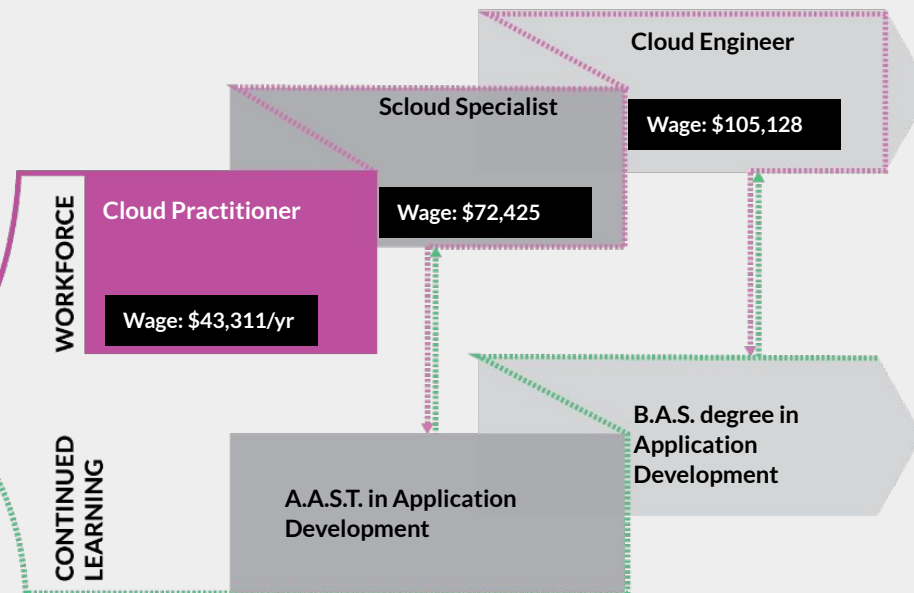 Cloud Engineer
Wage: $105,128
Scloud Specialist
Wage: $72,425
WORKFORCE
Cloud Practitioner
Wage: $43,311/yr
CONTINUED
LEARNING
A.A.S.T. in Application
Development
B.A.S. degree in
Application
Development